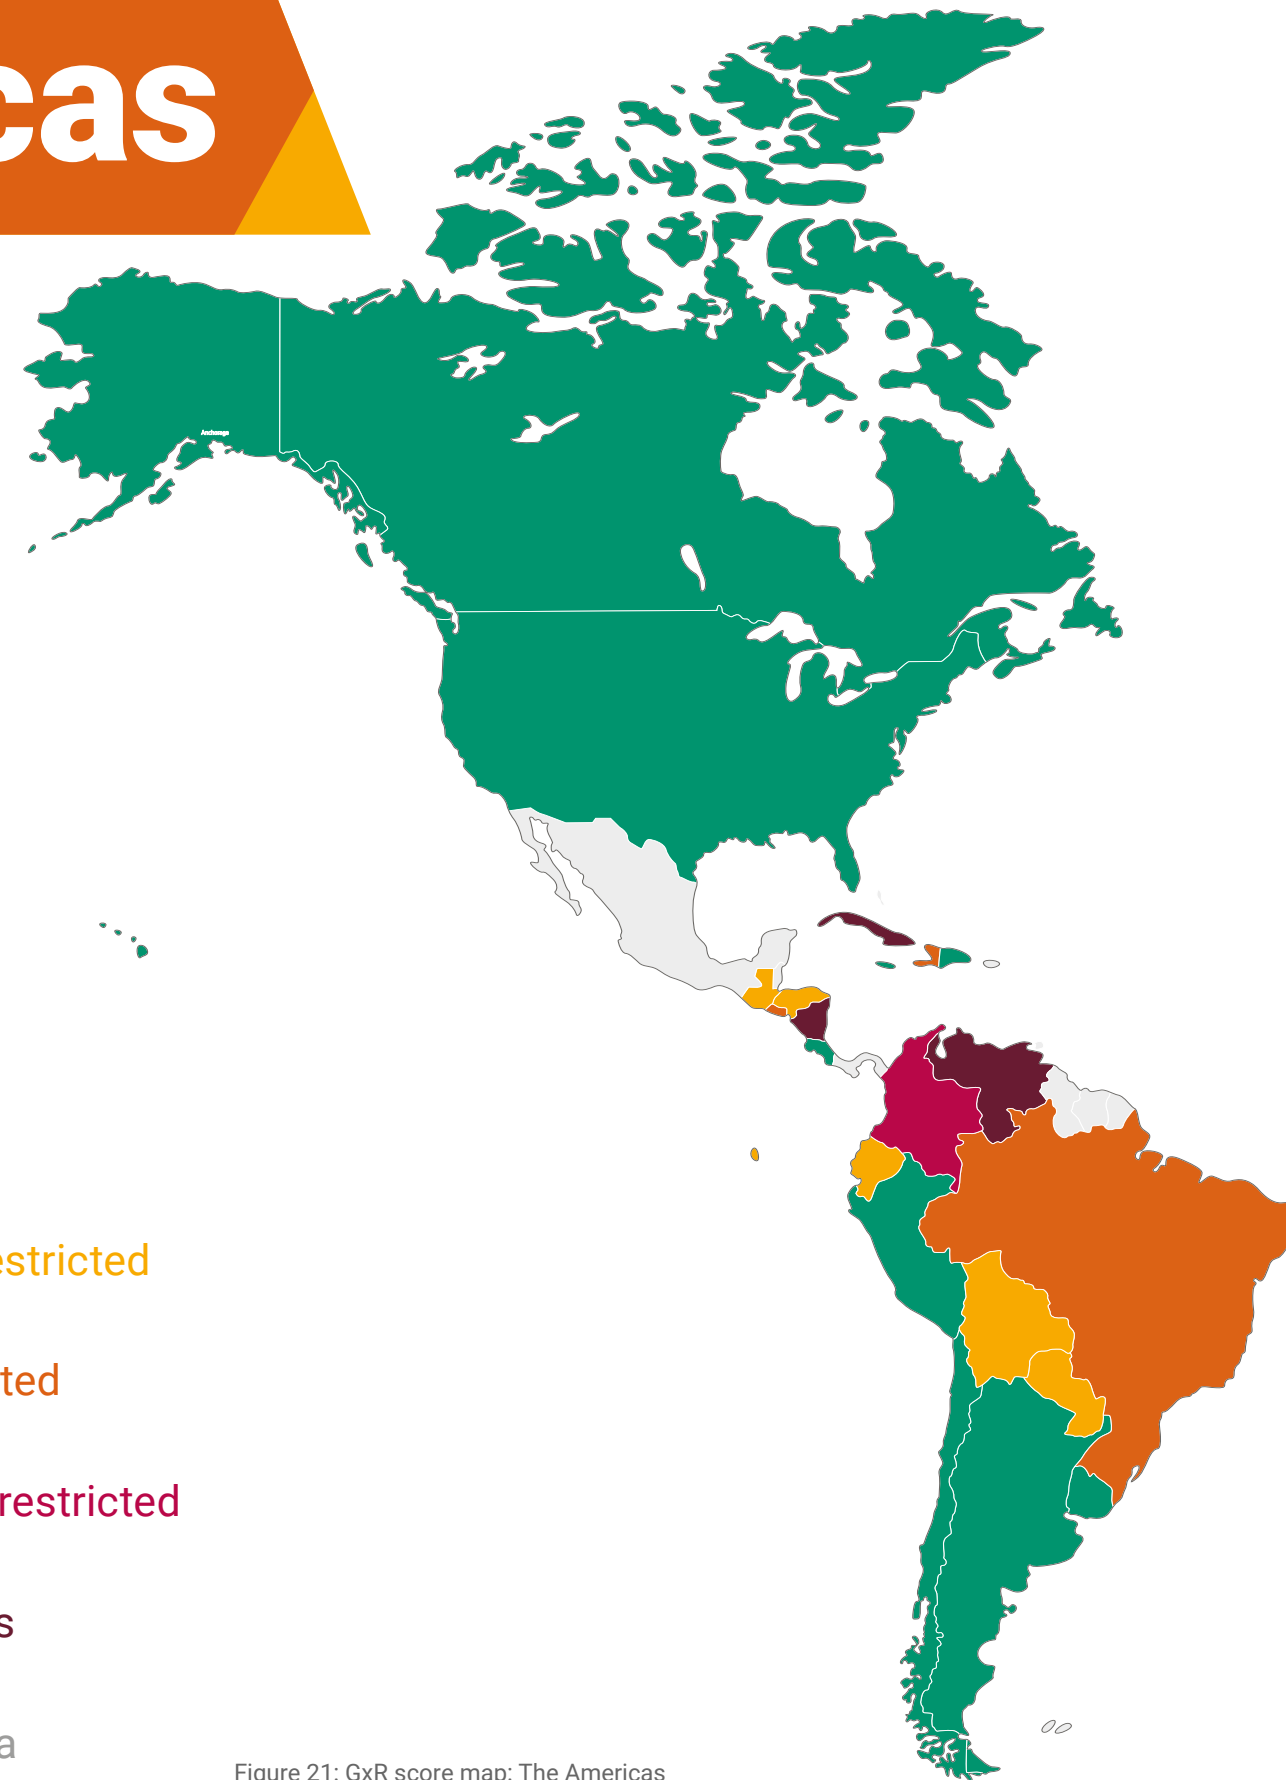 cas
Anchorage
estricted
ted
restricted
s
a
Figure 21: GxR score map: The Americas